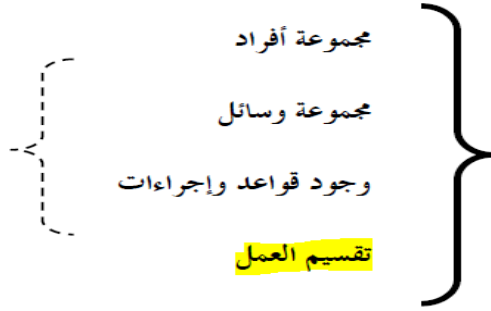 مجموعة أفراد
مجموعة وسائل
وجود قواعد وإجراءات
تقسيم العمل